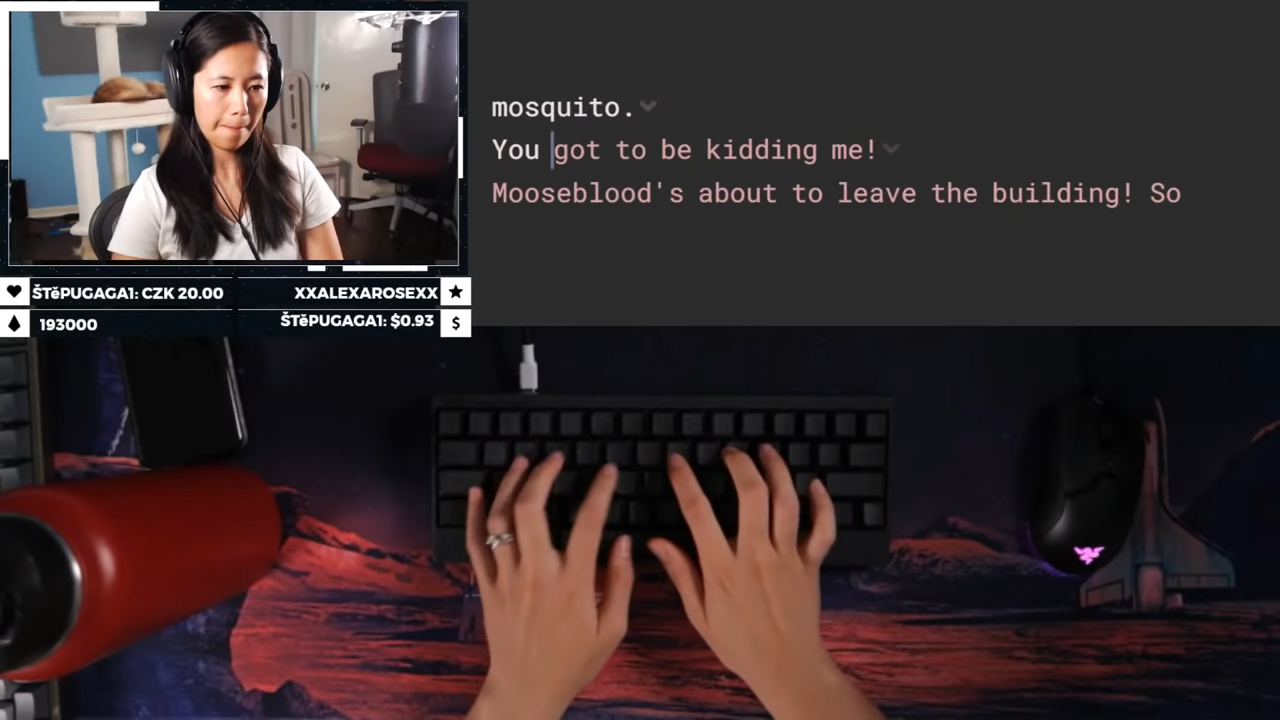 mosquito.
You got to be kidding me!
Mooseblood's about to leave the building! So
ŠTěPUGAGA1: CZK 20.00
XXALEXAROSEXX
193000
ŠTěPUGAGA1: $0.93
$